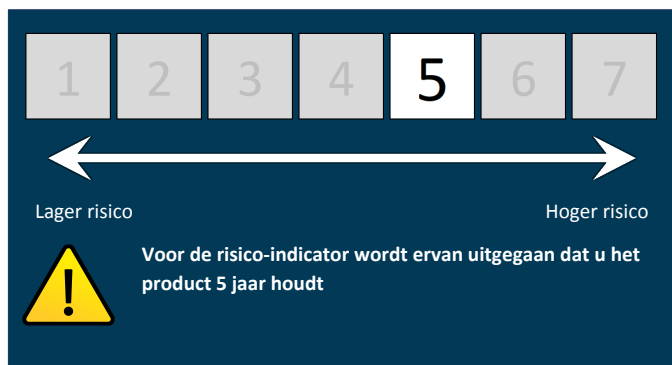 1 2 3 4 5 6 7
Lager risico Hoger risico
Voor de risico-indicator wordt ervan uitgegaan dat u het
product 5 jaar houdt